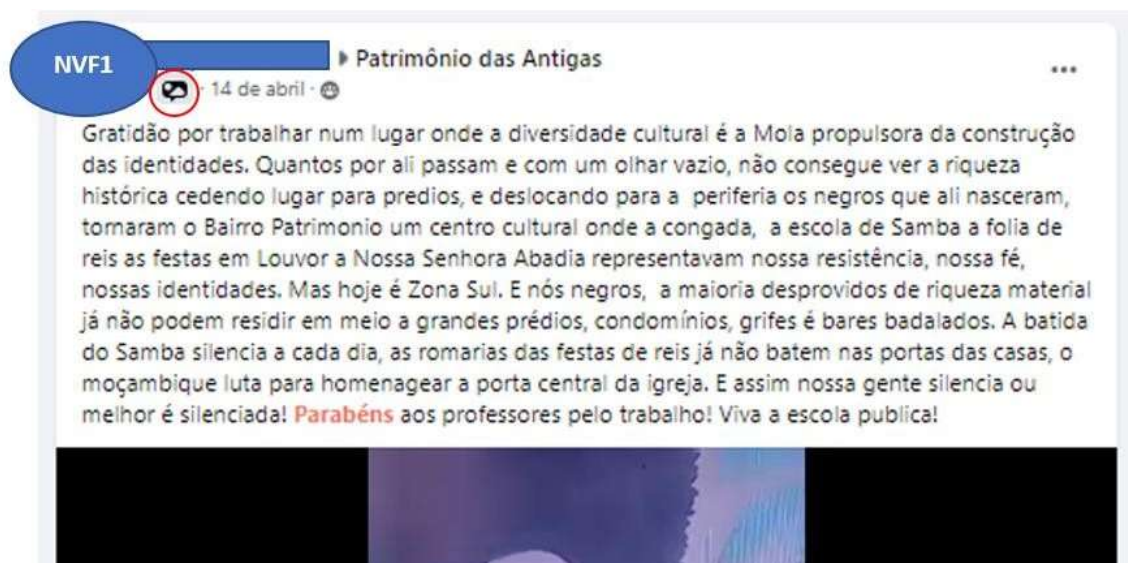 NVF1
Patrimônio das Antigas
· 14 de abril ·
Gratidão por trabalhar num lugar onde a diversidade cultural é a Mola propulsora da construção
das identidades. Quantos por ali passam e com um olhar vazio, não consegue ver a riqueza
histórica cedendo lugar para predios, e deslocando para a periferia os negros que ali nasceram,
tornaram o Bairro Patrimonio um centro cultural onde a congada, a escola de Samba a folia de
reis as festas em Louvor a Nossa Senhora Abadia representavam nossa resistência, nossa fé,
nossas identidades. Mas hoje é Zona Sul. E nós negros, a maioria desprovidos de riqueza material
já não podem residir em meio a grandes prédios, condomínios, grifes é bares badalados. A batida
do Samba silencia a cada dia, as romarias das festas de reis já não batem nas portas das casas, o
moçambique luta para homenagear a porta central da igreja. E assim nossa gente silencia ou
melhor é silenciada! Parabéns aos professores pelo trabalho! Viva a escola publica!